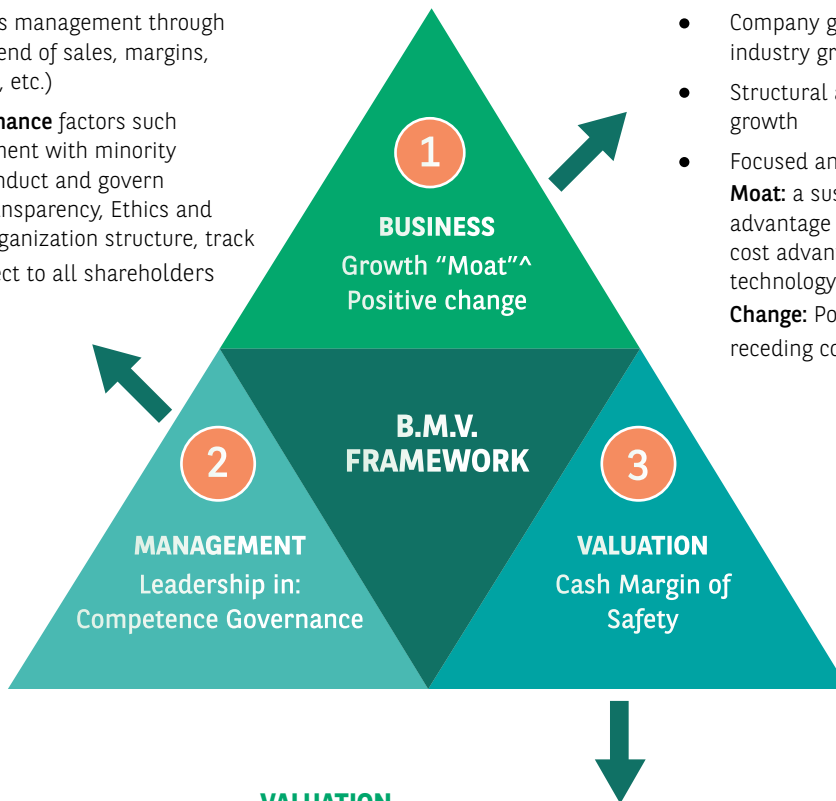 s management through
end of sales, margins,
, etc.)
nance factors such
ment with minority
nduct and govern
nsparency, Ethics and
ganization structure, track
ect to all shareholders
Company g
industry gr
Structural a
growth
Focused an
Moat: a sus
advantage
cost advan
technology
Change: Po
receding co
1
BUSINESS
Growth “Moat”^
Positive change
B.M.V.
FRAMEWORK
2
MANAGEMENT
Leadership in:
Competence Governance
3
VALUATION
Cash Margin of
Safety
VALUATION